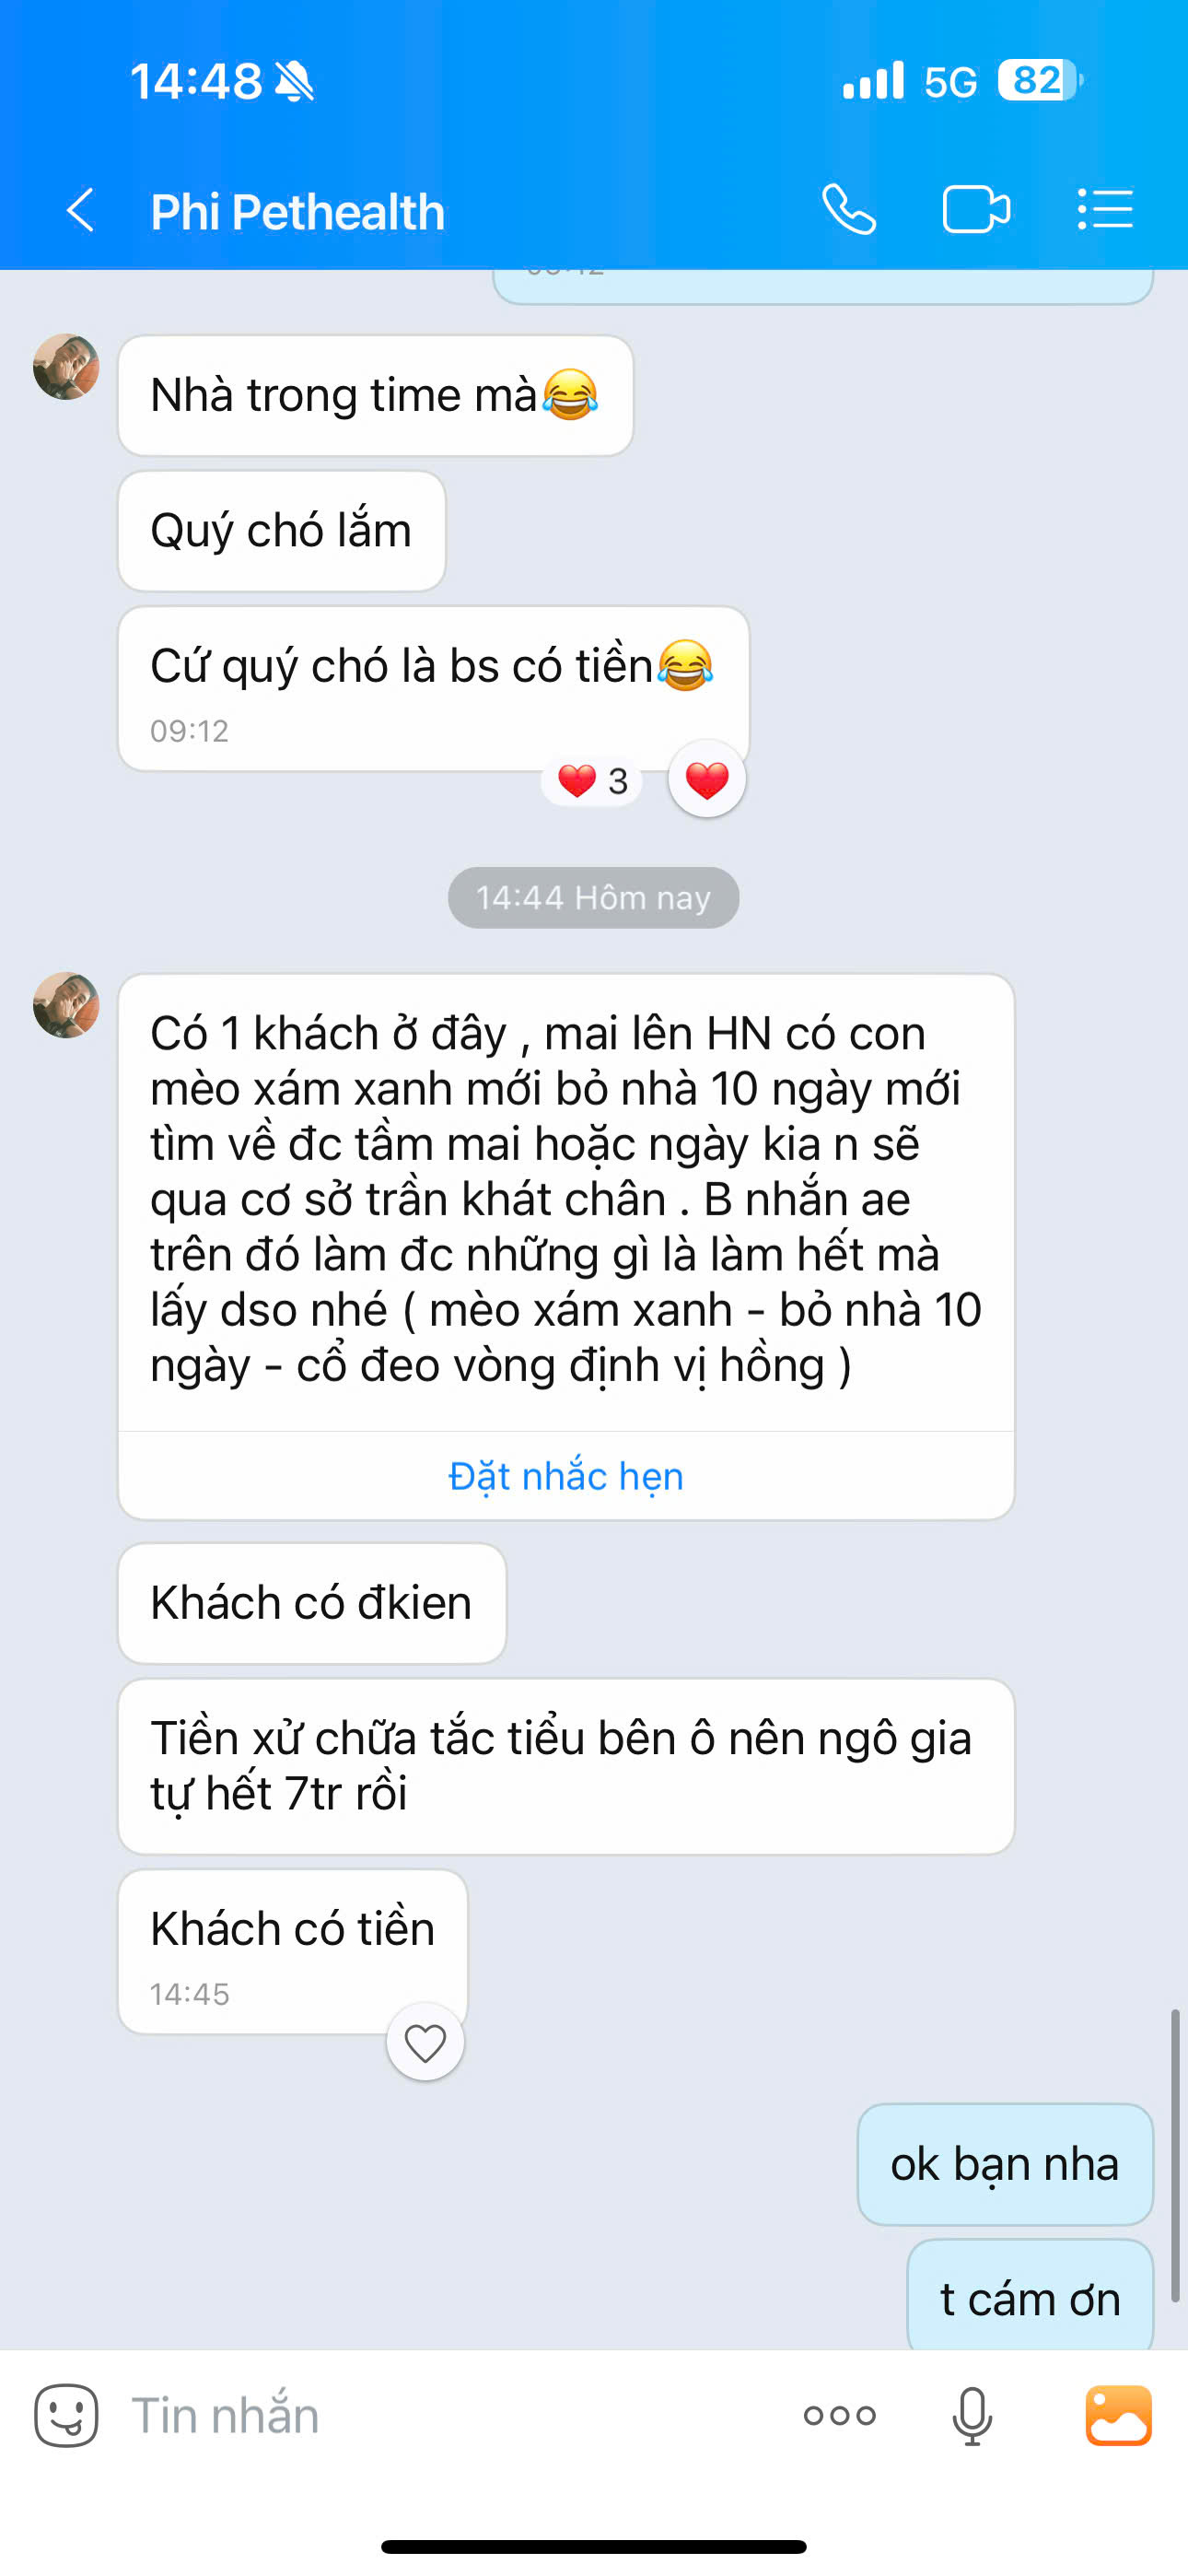 14:48
5G
82
Phi Pethealth
Nhà trong time mà😂
Quý chó lắm
Cứ quý chó là bs có tiền😂
09:12
❤️ 3
14:44 Hôm nay
Có 1 khách ở đây , mai lên HN có con
mèo xám xanh mới bỏ nhà 10 ngày mới
tìm về đc tầm mai hoặc ngày kia n sẽ
qua cơ sở trần khát chân . B nhắn ae
trên đó làm đc những gì là làm hết mà
lấy dso nhé ( mèo xám xanh - bỏ nhà 10
ngày - cổ đeo vòng định vị hồng )
Đặt nhắc hẹn
Khách có đkien
Tiền xử chữa tắc tiểu bên ô nên ngô gia
tự hết 7tr rồi
Khách có tiền
14:45
ok bạn nha
t cám ơn
Tin nhắn